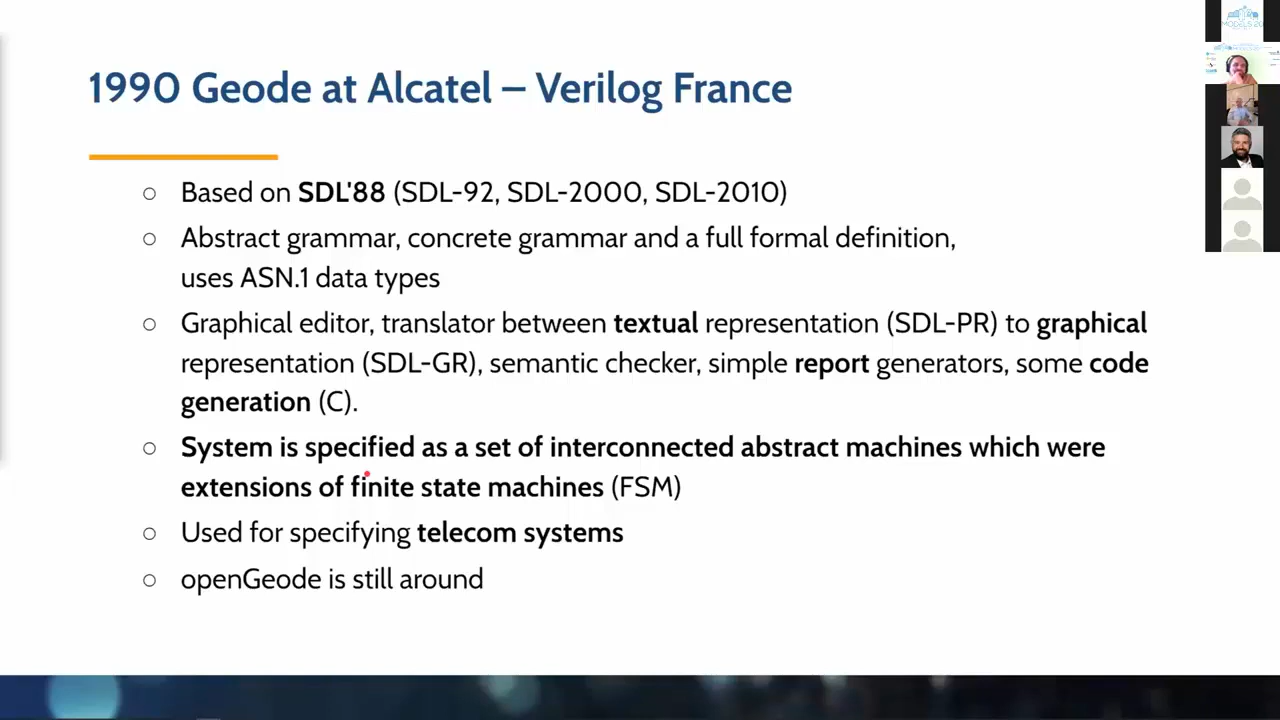 1990 Geode at Alcatel – Verilog France
○ Based on SDL'88 (SDL-92, SDL-2000, SDL-2010)
○ Abstract grammar, concrete grammar and a full formal definition,
uses ASN.1 data types
○ Graphical editor, translator between textual representation (SDL-PR) to graphical
representation (SDL-GR), semantic checker, simple report generators, some code
generation (C).
○ System is specified as a set of interconnected abstract machines which were
extensions of finite state machines (FSM)
○ Used for specifying telecom systems
○ openGeode is still around
MODELS 20